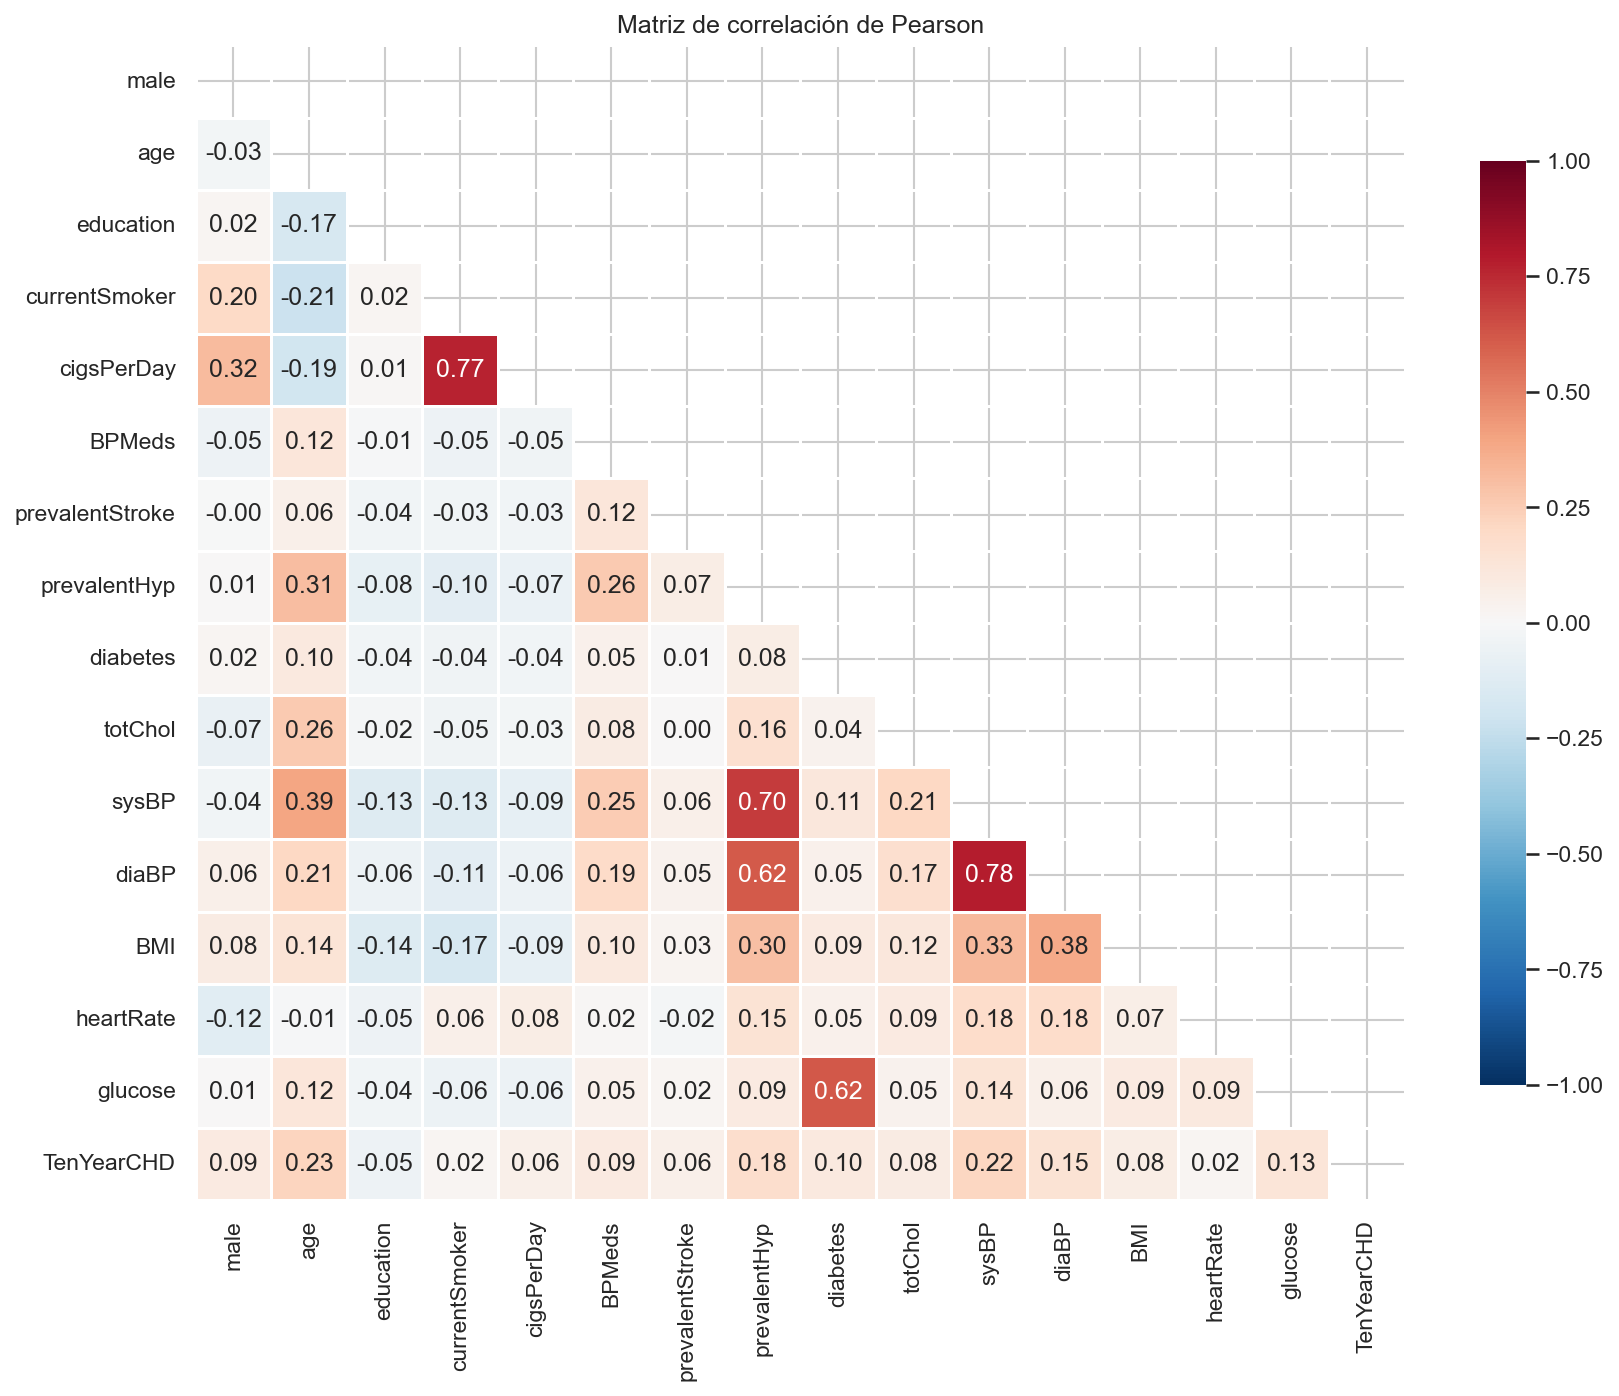 Matriz de correlación de Pearson
male
age -0.03
education 0.02 -0.17
currentSmoker 0.20 -0.21 0.02
cigsPerDay 0.32 -0.19 0.01 0.77
BPMeds -0.05 0.12 -0.01 -0.05 -0.05
prevalentStroke -0.00 0.06 -0.04 -0.03 -0.03 0.12
prevalentHyp 0.01 0.31 -0.08 -0.10 -0.07 0.26 0.07
diabetes 0.02 0.10 -0.04 -0.04 -0.04 0.05 0.01 0.08
totChol -0.07 0.26 -0.02 -0.05 -0.03 0.08 0.00 0.16 0.04
sysBP -0.04 0.39 -0.13 -0.13 -0.09 0.25 0.06 0.70 0.11 0.21
diaBP 0.06 0.21 -0.06 -0.11 -0.06 0.19 0.05 0.62 0.05 0.17 0.78
BMI 0.08 0.14 -0.14 -0.17 -0.09 0.10 0.03 0.30 0.09 0.12 0.33 0.38
heartRate -0.12 -0.01 -0.05 0.06 0.08 0.02 -0.02 0.15 0.05 0.09 0.18 0.18 0.07
glucose 0.01 0.12 -0.04 -0.06 -0.06 0.05 0.02 0.09 0.62 0.05 0.14 0.06 0.09 0.09
TenYearCHD 0.09 0.23 -0.05 0.02 0.06 0.09 0.06 0.18 0.10 0.08 0.22 0.15 0.08 0.02 0.13
male age education currentSmoker cigsPerDay BPMeds prevalentStroke prevalentHyp diabetes totChol sysBP diaBP BMI heartRate glucose TenYearCHD
1.00
0.75
0.50
0.25
0.00
−0.25
−0.50
−0.75
−1.00